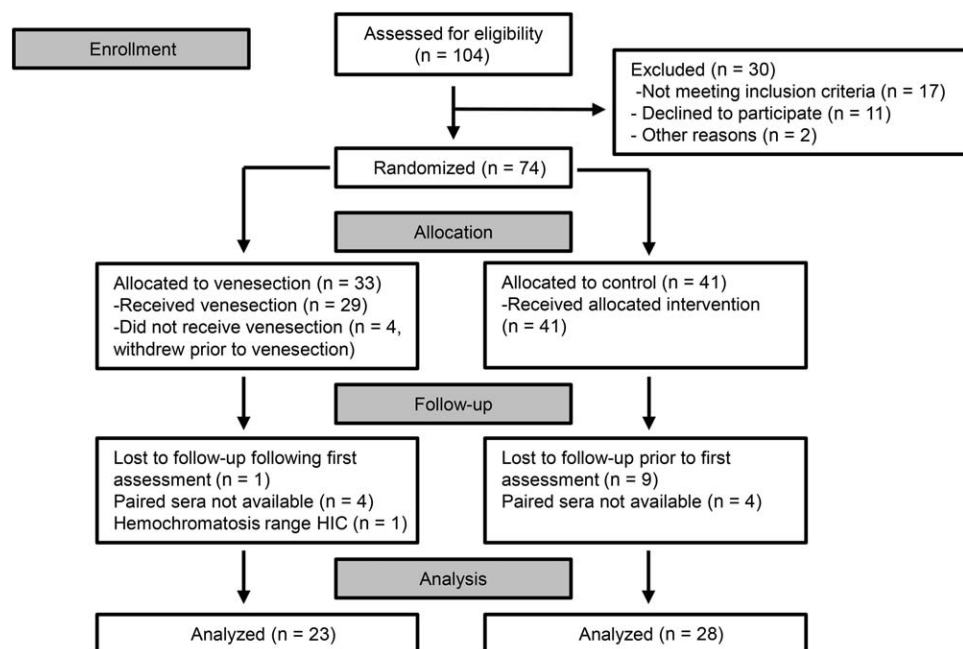 Enrollment
Assessed for eligibility
(n = 104)
Excluded (n = 30)
-Not meeting inclusion criteria (n = 17)
- Declined to participate (n = 11)
- Other reasons (n = 2)
Randomized (n = 74)
Allocation
Allocated to venesection (n = 33)
-Received venesection (n = 29)
-Did not receive venesection (n = 4,
withdrew prior to venesection)
Allocated to control (n = 41)
-Received allocated intervention
(n = 41)
Follow-up
Lost to follow-up following first
assessment (n = 1)
Paired sera not available (n = 4)
Hemochromatosis range HIC (n = 1)
Lost to follow-up prior to first
assessment (n = 9)
Paired sera not available (n = 4)
Analysis
Analyzed (n = 23)
Analyzed (n = 28)